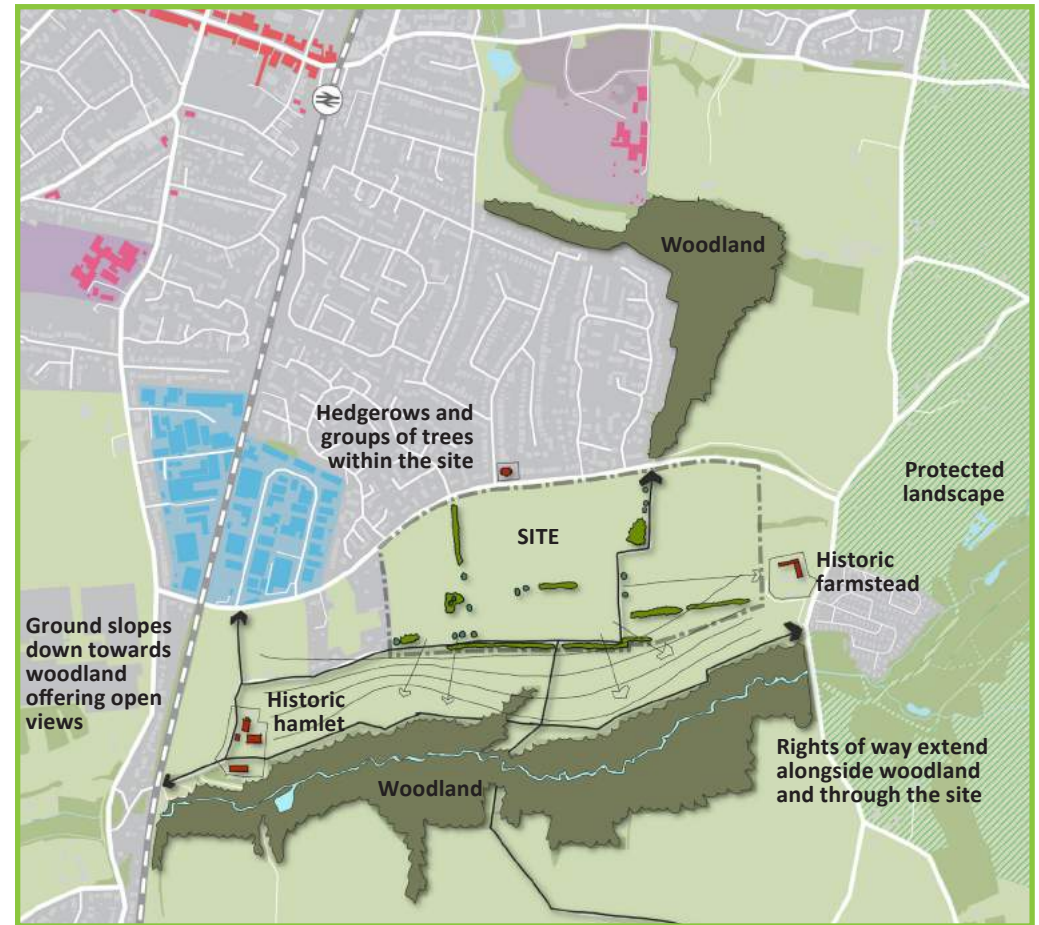 Woodland
Hedgerows and
groups of trees
within the site
Protected
landscape
SITE
Historic
farmstead
Ground slopes
down towards
woodland
offering open
views
Historic
hamlet
Rights of way extend
alongside woodland
and through the site
Woodland